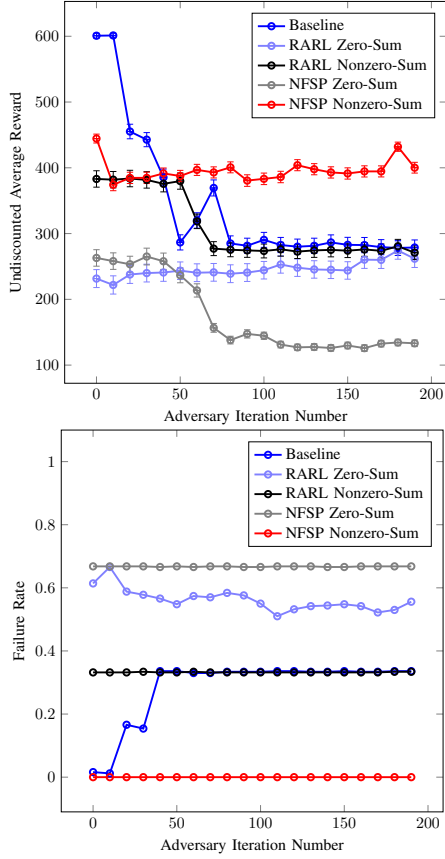 600
500
400
300
200
100
0
50
100
150
200
Undiscounted Average Reward
Adversary Iteration Number
Baseline
RARL Zero-Sum
RARL Nonzero-Sum
NFSP Zero-Sum
NFSP Nonzero-Sum
1
0.8
0.6
0.4
0.2
0
0
50
100
150
200
Failure Rate
Adversary Iteration Number
Baseline
RARL Zero-Sum
RARL Nonzero-Sum
NFSP Zero-Sum
NFSP Nonzero-Sum